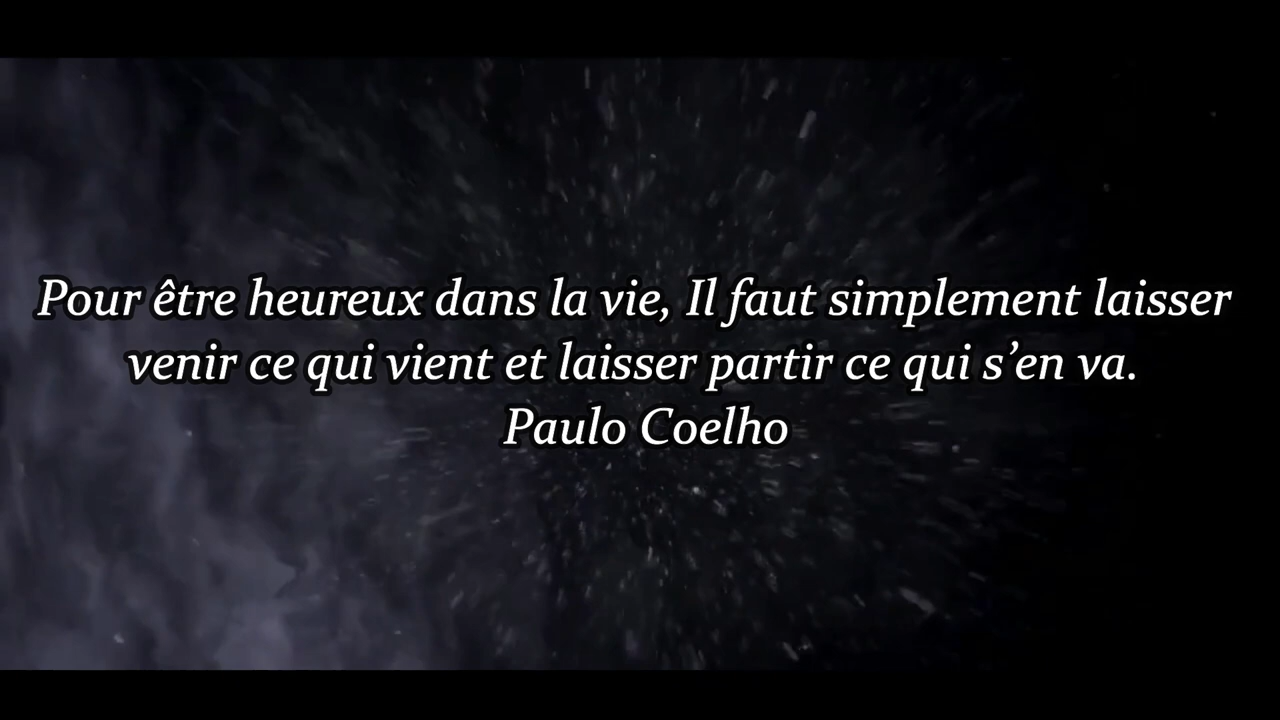 Pour être heureux dans la vie, Il faut simplement laisser
venir ce qui vient et laisser partir ce qui s’en va.
Paulo Coelho